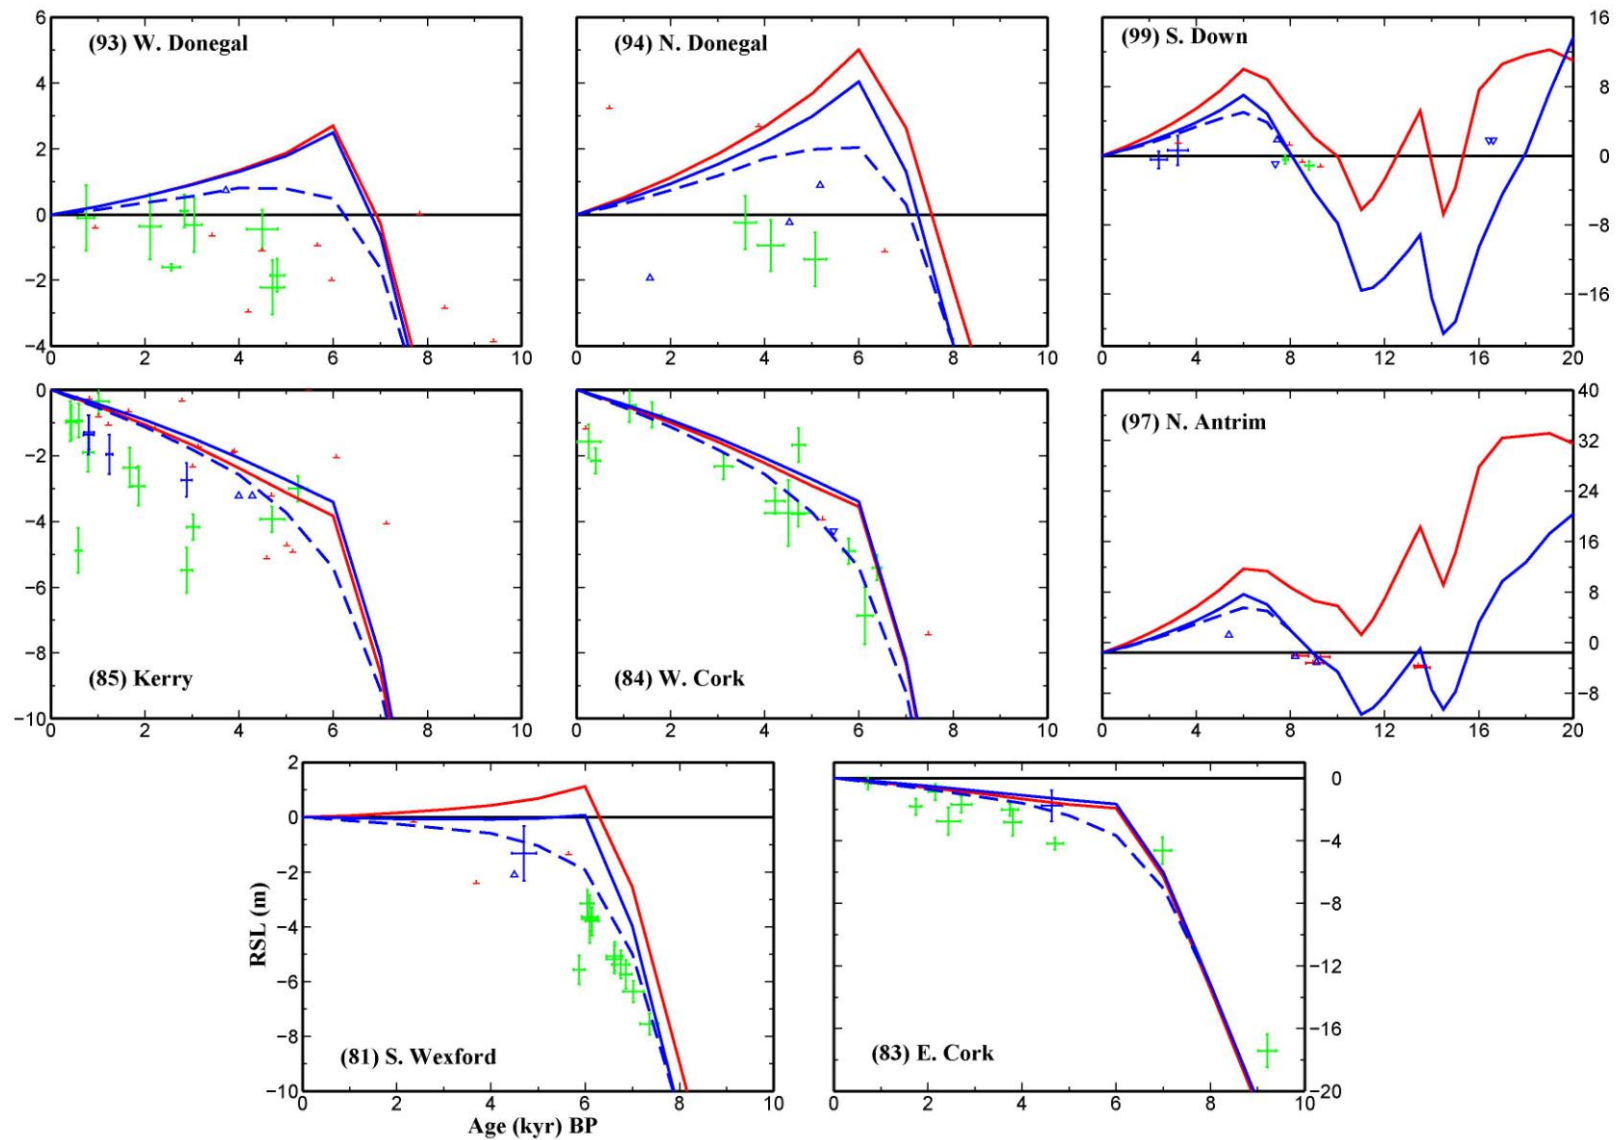 (93) W. Donegal
6
4
2
0
−2
−4
0 2 4 6 8 10
(94) N. Donegal
0 2 4 6 8 10
(99) S. Down
16
8
0
−8
−16
0 4 8 12 16 20
(85) Kerry
0
−2
−4
−6
−8
−10
0 2 4 6 8 10
(84) W. Cork
0 2 4 6 8 10
(97) N. Antrim
40
32
24
16
8
0
−8
0 4 8 12 16 20
(81) S. Wexford
2
0
−2
−4
−6
−8
−10
RSL (m)
0 2 4 6 8 10
Age (kyr) BP
(83) E. Cork
0
−4
−8
−12
−16
−20
0 2 4 6 8 10